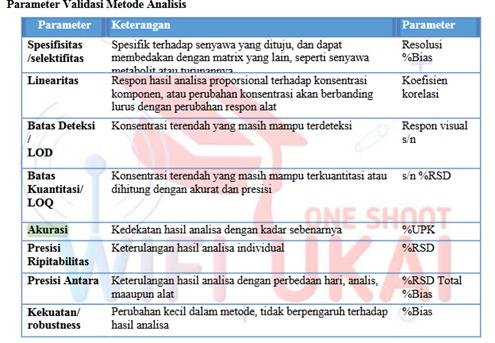 Parameter Validasi Metode Analisis
Parameter Keterangan Parameter
Spesifisitas Spesifik terhadap senyawa yang dituju, dan dapat Resolusi
/selektifitas membedakan dengan matrix yang lain, seperti senyawa %Bias
metabolit atau turunannya
Linearitas Respon hasil analisa proporsional terhadap konsentrasi Koefisien
komponen, atau perubahan konsentrasi akan berbanding korelasi
lurus dengan perubahan respon alat
Batas Deteksi Konsentrasi terendah yang masih mampu terdeteksi Respon visual
/ s/n
LOD
Batas Konsentrasi terendah yang masih mampu terkuantitasi atau s/n %RSD
Kuantitasi/ dihitung dengan akurat dan presisi
LOQ
Akurasi Kedekatan hasil analisa dengan kadar sebenarnya %UPK
Presisi Keterulangan hasil analisa individual %RSD
Ripitabilitas
Presisi Antara Keterulangan hasil analisa dengan perbedaan hari, analis, %RSD Total
maaupun alat %Bias
Kekuatan/ Perubahan kecil dalam metode, tidak berpengaruh terhadap %Bias
robustness hasil analisa
ONE SHOOT
WIFI UKAI